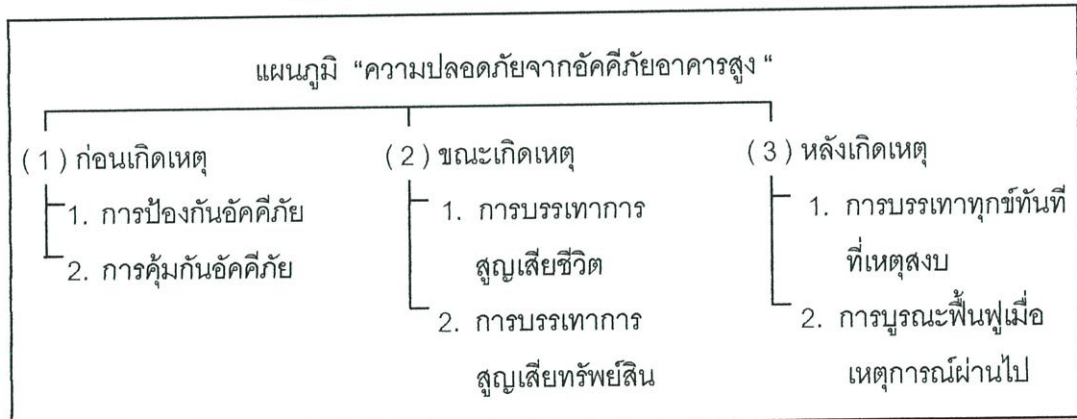 แผนภูมิ “ความปลอดภัยจากอัคคีภัยอาคารสูง “
( 1 ) ก่อนเกิดเหตุ
1. การป้องกันอัคคีภัย
2. การคุ้มกันอัคคีภัย
( 2 ) ขณะเกิดเหตุ
1. การบรรเทาการ
สูญเสียชีวิต
2. การบรรเทาการ
สูญเสียทรัพย์สิน
( 3 ) หลังเกิดเหตุ
1. การบรรเทาทุกข์ทันที
ที่เหตุสงบ
2. การบูรณะฟื้นฟูเมื่อ
เหตุการณ์ผ่านไป